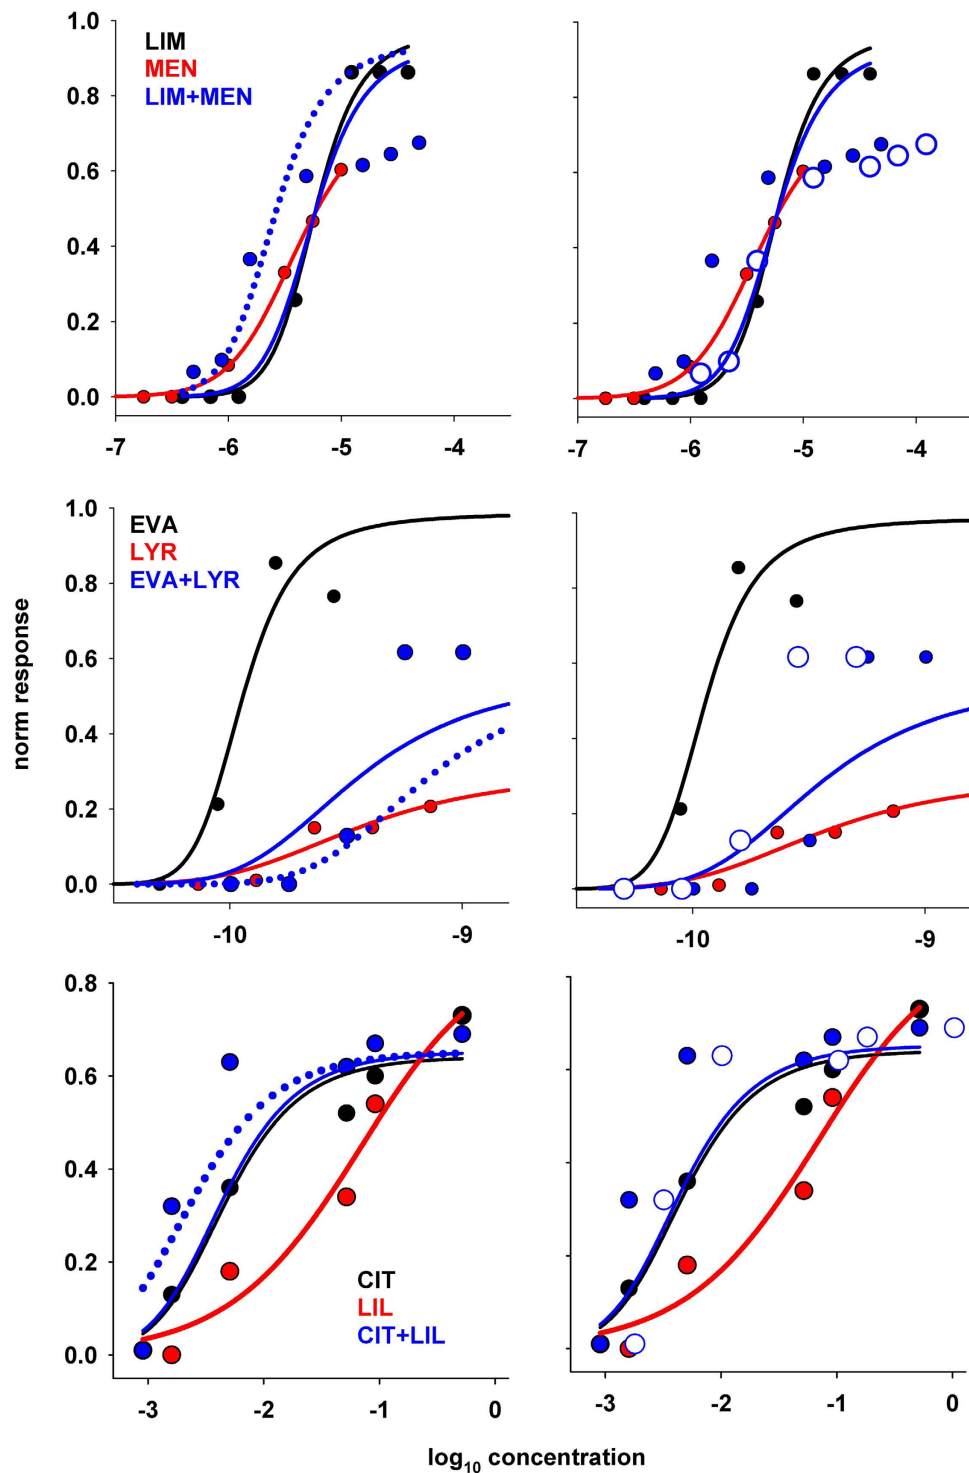 1.0
LIM
MEN
LIM+MEN
0.8
0.6
0.4
0.2
0.0
-7 -6 -5 -4 -7 -6 -5 -4
1.0
EVA
LYR
EVA+LYR
0.8
0.6
norm response
0.4
0.2
0.0
-10 -9 -10 -9
0.8
0.6
0.4
0.2
CIT
LIL
CIT+LIL
0.0
-3 -2 -1 0 -3 -2 -1 0
log₁₀ concentration